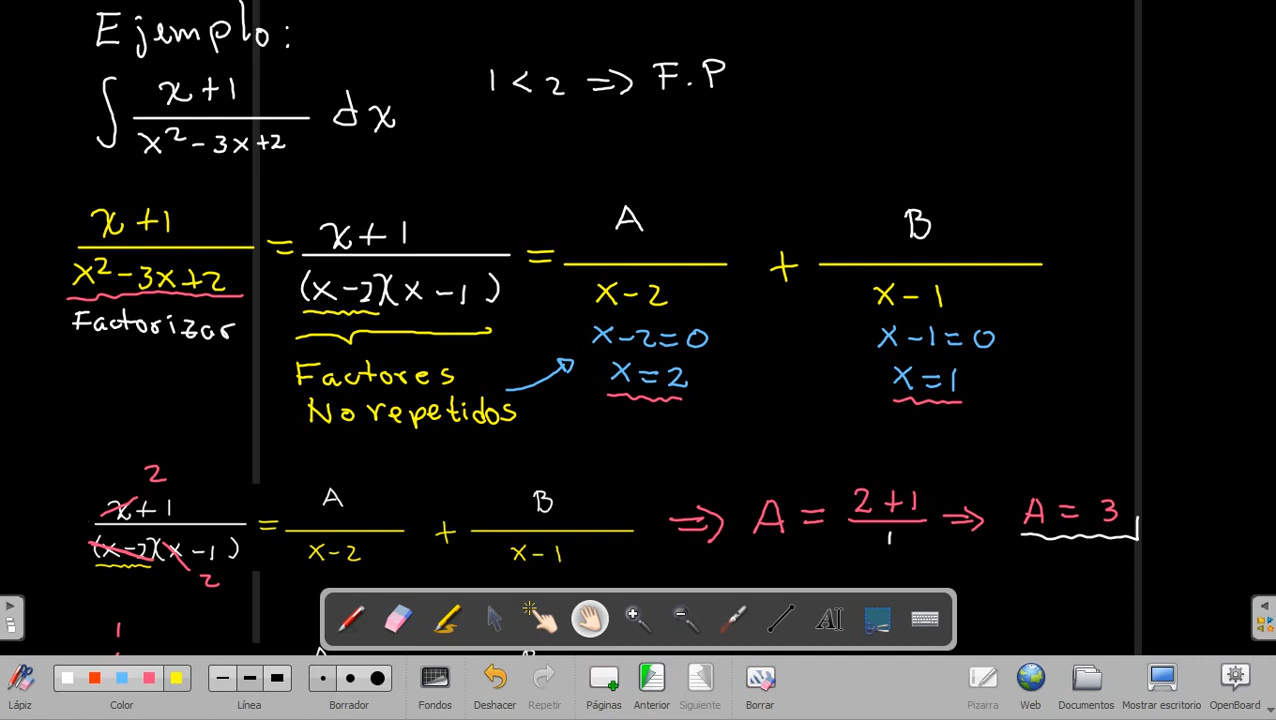 Ejemplo:
∫ (x+1)/(x²-3x+2) dx
1 < 2 => F.P
(x+1)/(x²-3x+2) = (x+1)/((x-2)(x-1)) = A/(x-2) + B/(x-1)
Factorizar
x-2=0
x-1=0
x=2
x=1
Factores
No repetidos
2
(x+1)/((x-2)(x-1)) = A/(x-2) + B/(x-1) => A = (2+1)/1 => A = 3
2
1
Lápiz
Color
Línea
Borrador
Fondos
Deshacer
Repetir
Páginas
Anterior
Siguiente
Borrar
Pizarra
Web
Documentos
Mostrar escritorio
OpenBoard